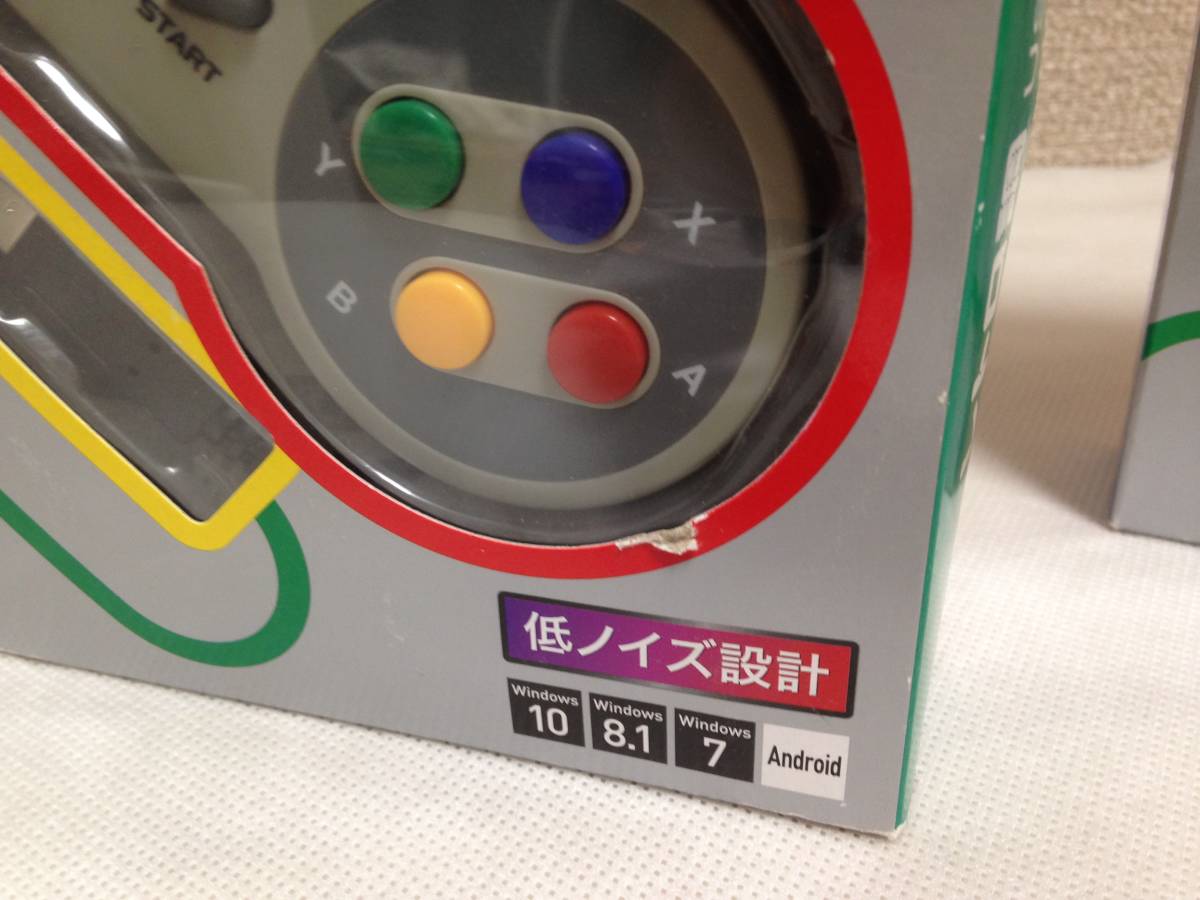 START
Y
X
B
A
低ノイズ設計
Windows 10
Windows 8.1
Windows 7
Android